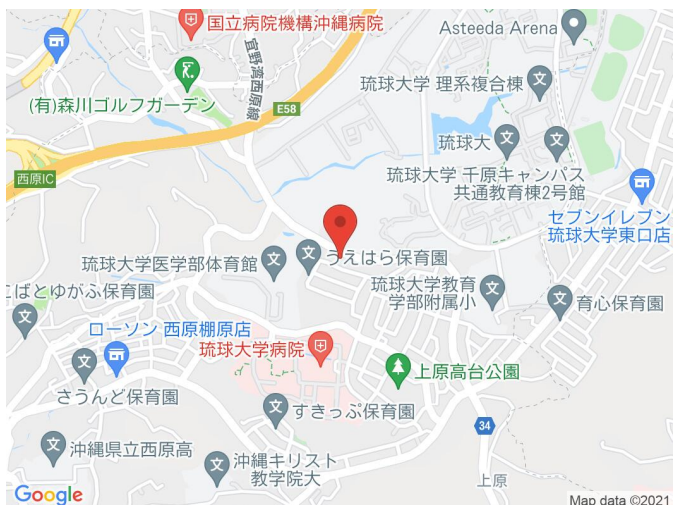 国立病院機構沖縄病院
Asteeda Arena
宜野湾西原線
琉球大学 理系複合棟
(有)森川ゴルフガーデン
E58
琉球大
西原IC
琉球大学 千原キャンパス
共通教育棟2号館
セブンイレブン
琉球大学東口店
うえはら保育園
琉球大学医学部体育館
琉球大学教育
学部附属小
こばとゆがふ保育園
育心保育園
ローソン 西原棚原店
琉球大学病院
上原高台公園
さうんど保育園
すきっぷ保育園
34
沖縄県立西原高
沖縄キリスト
教学院大
上原
Google
Map data ©2021